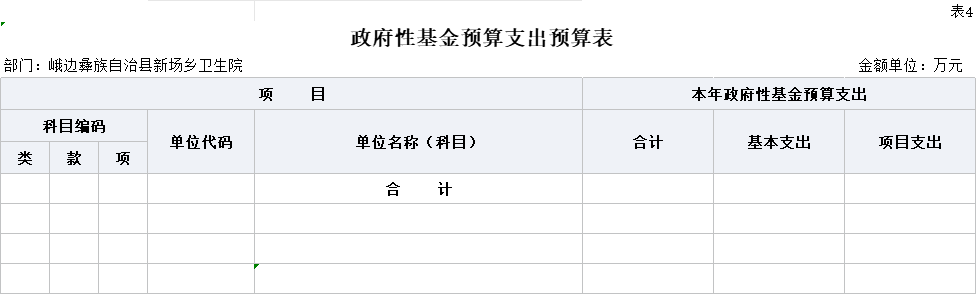 表4
政府性基金预算支出预算表
部门：峨边彝族自治县新场乡卫生院 金额单位：万元
项 目 本年政府性基金预算支出
科目编码 单位代码 单位名称（科目） 合计 基本支出 项目支出
类 款 项
合 计